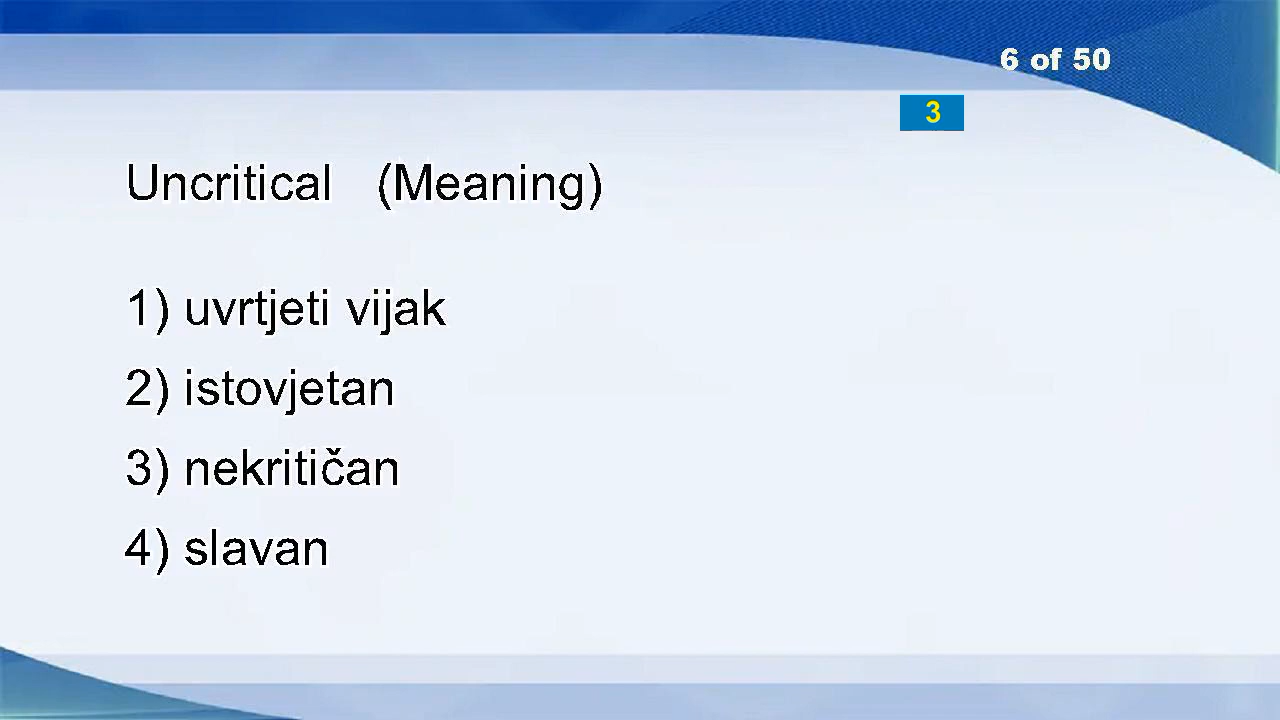 6 of 50
3
Uncritical (Meaning)
1) uvrtjeti vijak
2) istovjetan
3) nekritičan
4) slavan